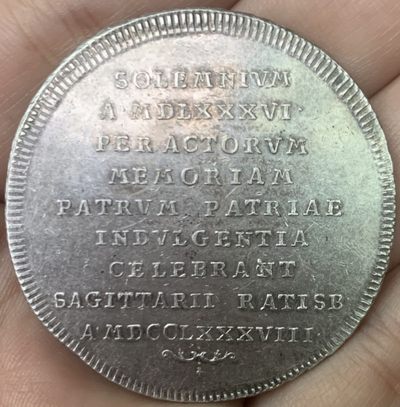 SOLEMNIVM
A·MDLXXXVI·
PERACTORVM
MEMORIAM
PATRVM PATRIAE
INDVLGENTIA
CELEBRANT
SAGITTARII RATISB
A·MDCCLXXXVIII·